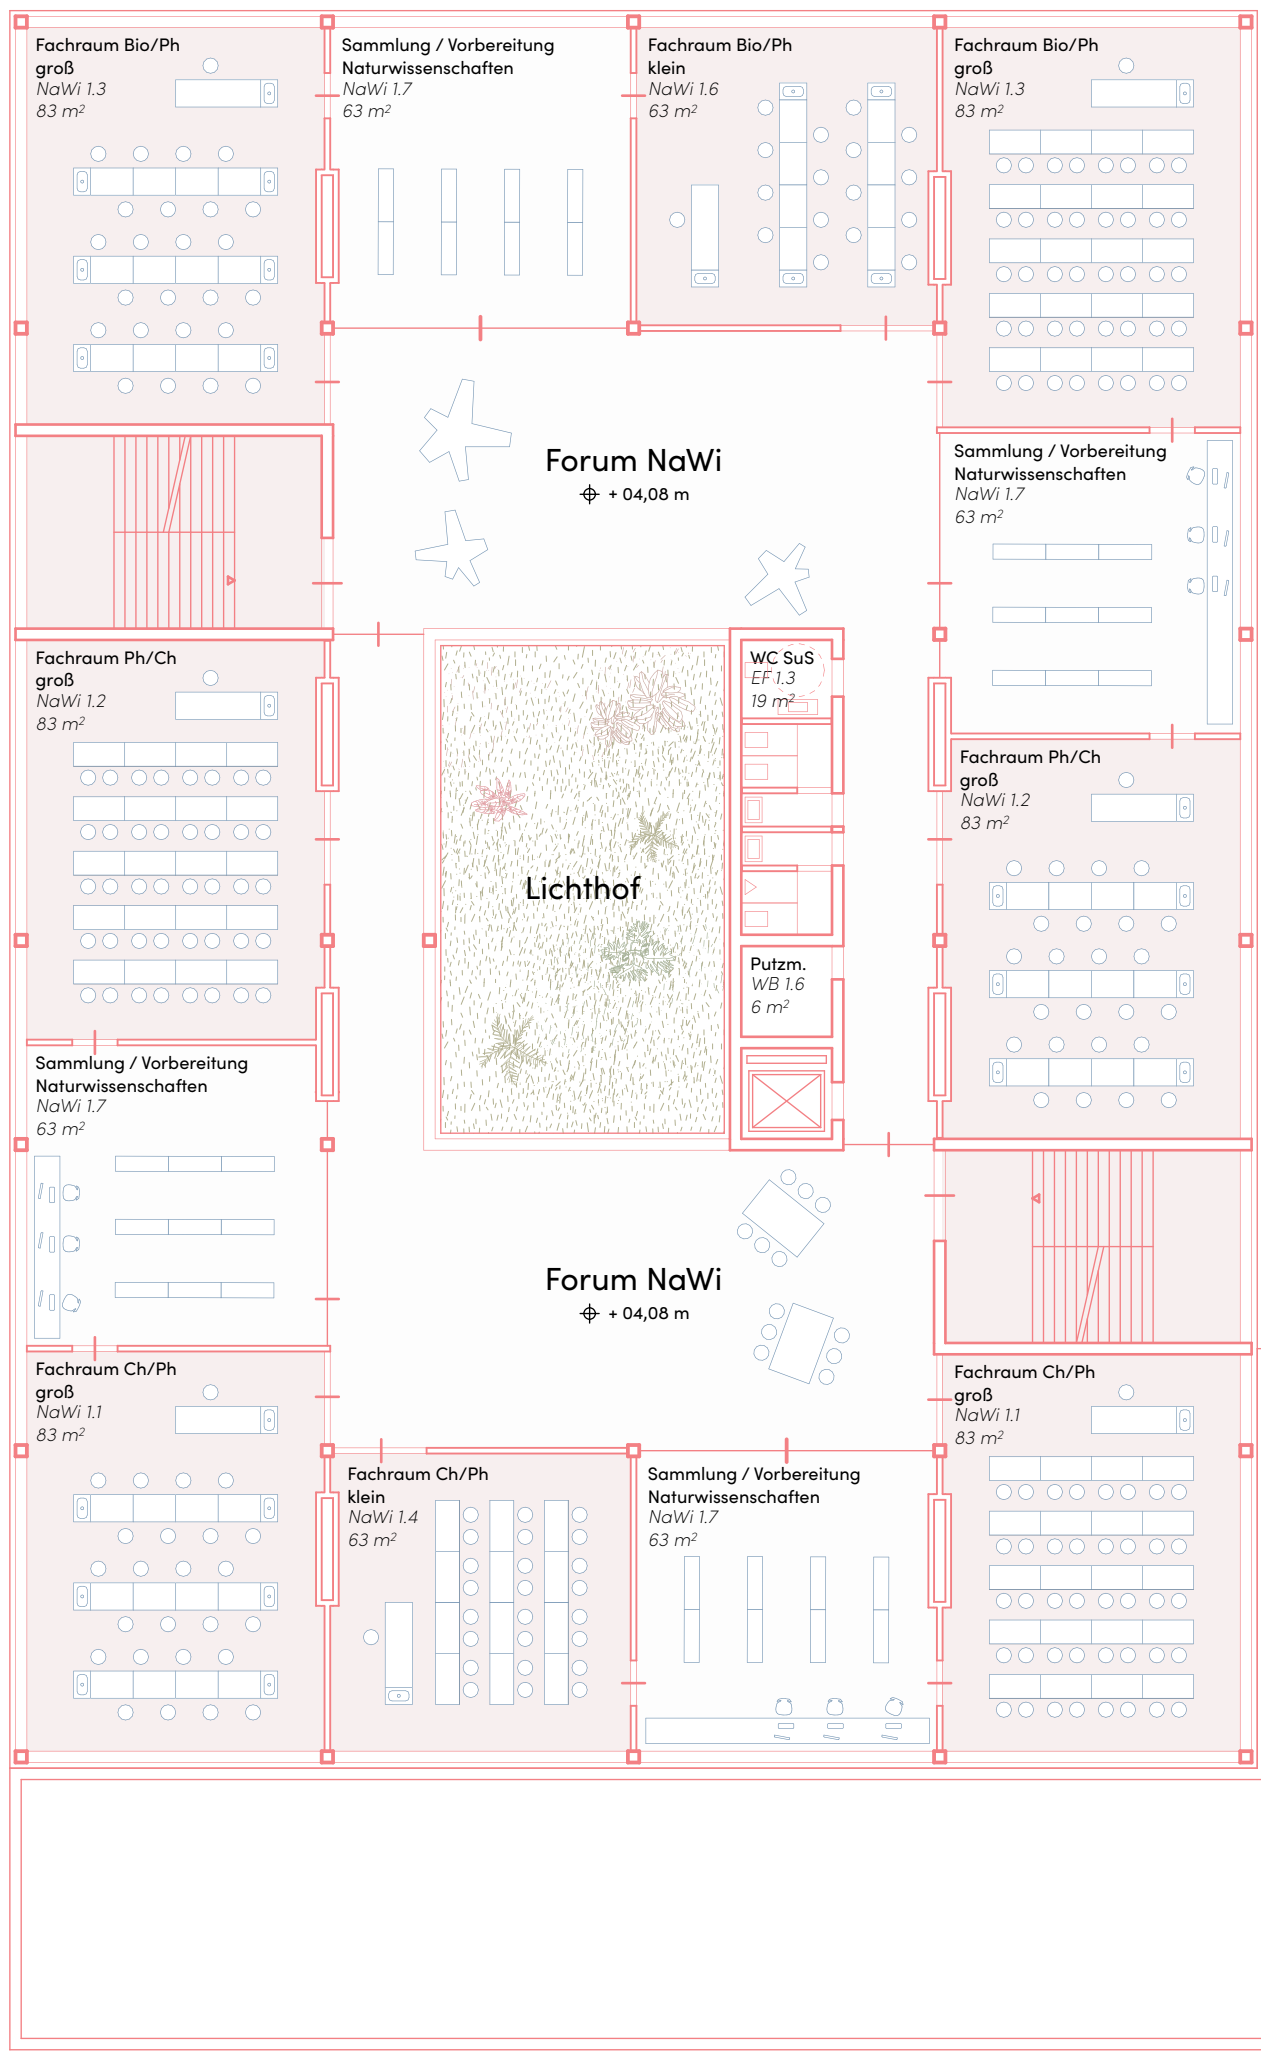 Fachraum Bio/Ph
groß
NaWi 1.3
83 m²
Sammlung / Vorbereitung
Naturwissenschaften
NaWi 1.7
63 m²
Fachraum Bio/Ph
klein
NaWi 1.6
63 m²
Fachraum Bio/Ph
groß
NaWi 1.3
83 m²
Forum NaWi
+ 04,08 m
Sammlung / Vorbereitung
Naturwissenschaften
NaWi 1.7
63 m²
Fachraum Ph/Ch
groß
NaWi 1.2
83 m²
WC SuS
EF 1.3
19 m²
Fachraum Ph/Ch
groß
NaWi 1.2
83 m²
Lichthof
Putzm.
WB 1.6
6 m²
Sammlung / Vorbereitung
Naturwissenschaften
NaWi 1.7
63 m²
Forum NaWi
+ 04,08 m
Fachraum Ch/Ph
groß
NaWi 1.1
83 m²
Fachraum Ch/Ph
groß
NaWi 1.1
83 m²
Fachraum Ch/Ph
klein
NaWi 1.4
63 m²
Sammlung / Vorbereitung
Naturwissenschaften
NaWi 1.7
63 m²